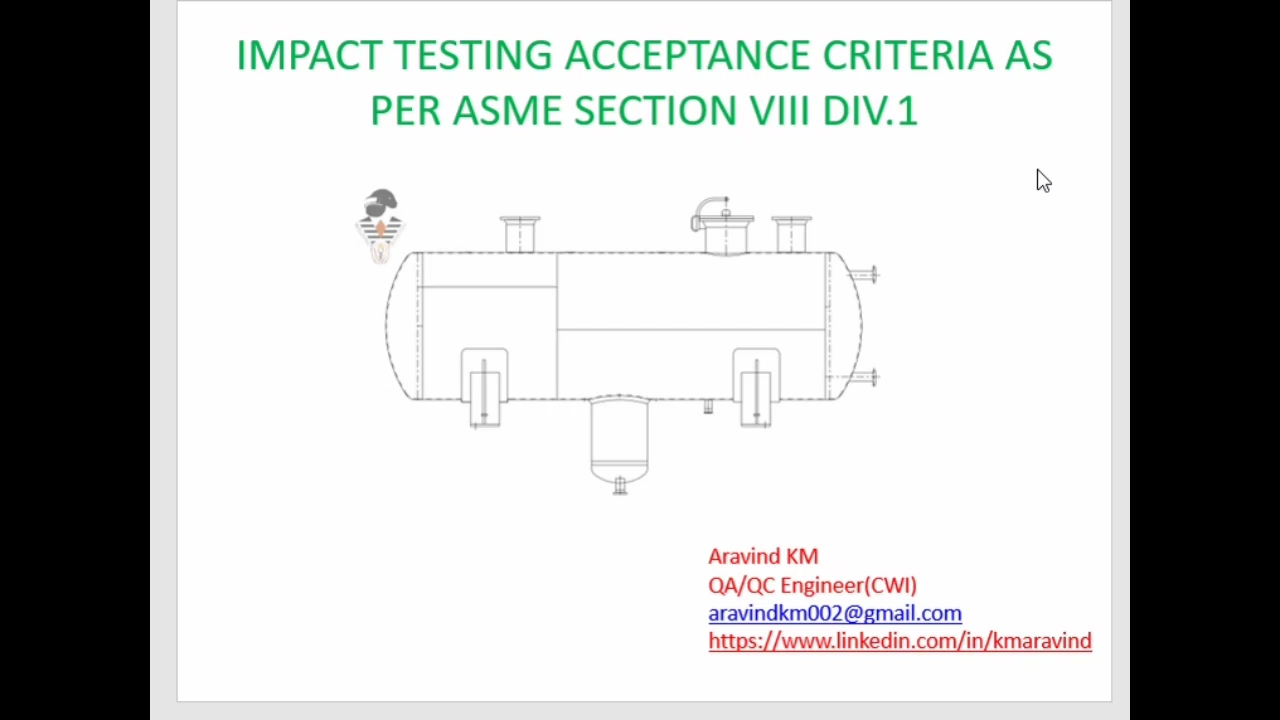 IMPACT TESTING ACCEPTANCE CRITERIA AS
PER ASME SECTION VIII DIV.1
Aravind KM
QA/QC Engineer(CWI)
aravindkm002@gmail.com
https://www.linkedin.com/in/kmaravind